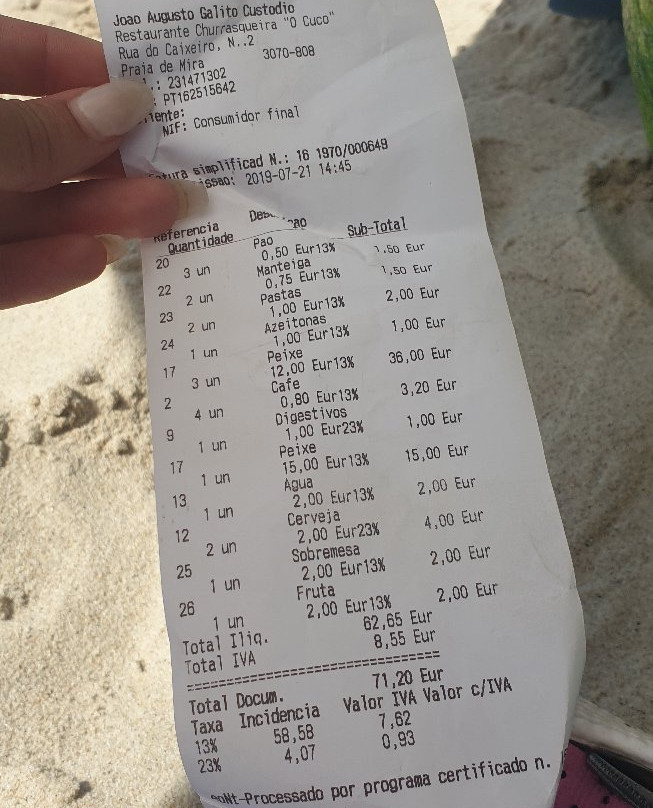 Joao Augusto Galito Custodio
Restaurante Churrasqueira "O Cuco"
Rua do Caixeiro, N..2
3070-808
Praia de Mira
.: 231471302
: PT162515642
iente:
NIF: Consumidor final
tura simplificad N.: 16 1970/000649
issao: 2019-07-21 14:45
Referencia Des ao
Quantidade Sub-Total
20 Pao
3 un 0,50 Eur13% 1,50 Eur
22 Manteiga
2 un 0,75 Eur13% 1,50 Eur
23 Pastas
2 un 1,00 Eur13% 2,00 Eur
24 Azeitonas
1 un 1,00 Eur13% 1,00 Eur
17 Peixe
3 un 12,00 Eur13% 36,00 Eur
2 Cafe
4 un 0,80 Eur13% 3,20 Eur
9 Digestivos
1 un 1,00 Eur23% 1,00 Eur
17 Peixe
1 un 15,00 Eur13% 15,00 Eur
13 Agua
1 un 2,00 Eur13% 2,00 Eur
12 Cerveja
2 un 2,00 Eur23% 4,00 Eur
25 Sobremesa
1 un 2,00 Eur13% 2,00 Eur
26 Fruta
1 un 2,00 Eur13% 2,00 Eur
Total Iliq. 62,65 Eur
Total IVA 8,55 Eur
======================================
Total Docum. 71,20 Eur
Taxa Incidencia Valor IVA Valor c/IVA
13% 58,58 7,62
23% 4,07 0,93
Nt-Processado por programa certificado n.